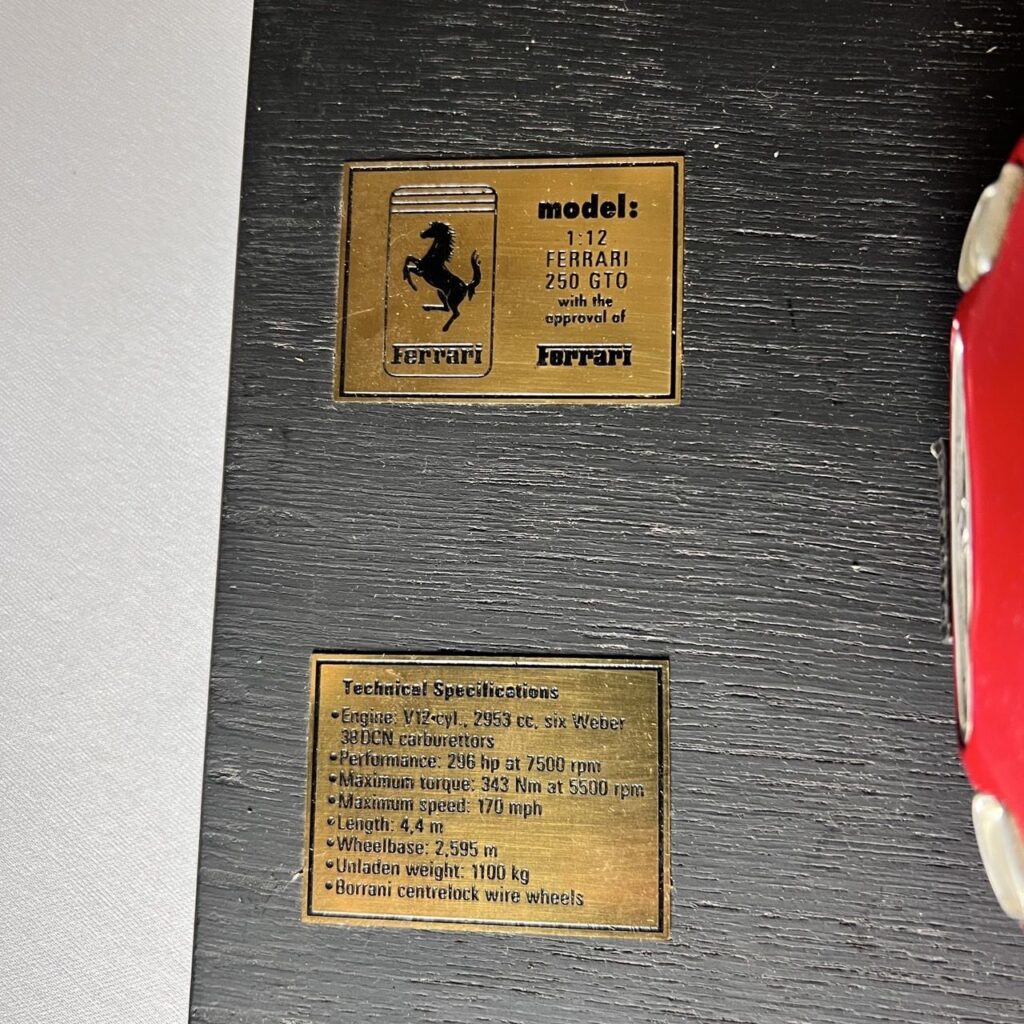 model:
1:12
FERRARI
250 GTO
with the
approval of
Ferrari
Ferrari
Technical Specifications
•Engine: V12-cyl., 2953 cc, six Weber
38DCN carburettors
•Performance: 296 hp at 7500 rpm
•Maximum torque: 343 Nm at 5500 rpm
•Maximum speed: 170 mph
•Length: 4,4 m
•Wheelbase: 2,595 m
•Unladen weight: 1100 kg
•Borrani centrelock wire wheels